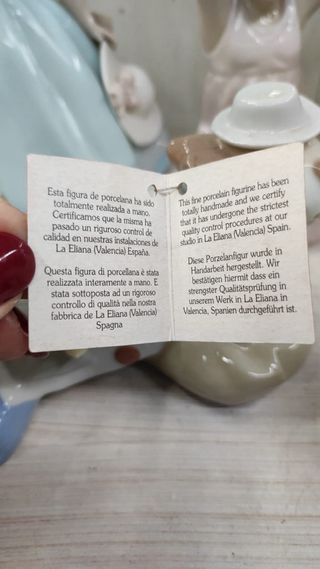 Esta figura de porcelana ha sido
totalmente realizada a mano.
Certificamos que la misma ha
pasado un riguroso control de
calidad en nuestras instalaciones de
La Eliana (Valencia) España.
Questa figura di porcellana è stata
realizzata interamente a mano. E
stata sottoposta ad un rigoroso
controllo di qualità nella nostra
fabbrica de La Eliana (Valencia)
Spagna
This fine porcelain figurine has been
totally handmade and we certify
that it has undergone the strictest
quality control procedures at our
studio in La Eliana (Valencia) Spain.
Diese Porzelanfigur wurde in
Handarbeit hergestellt. Wir
bestätigen hiermit dass ein
strengster Qualitätsprüfung in
unserem Werk in La Eliana in
Valencia, Spanien durchgeführt ist.